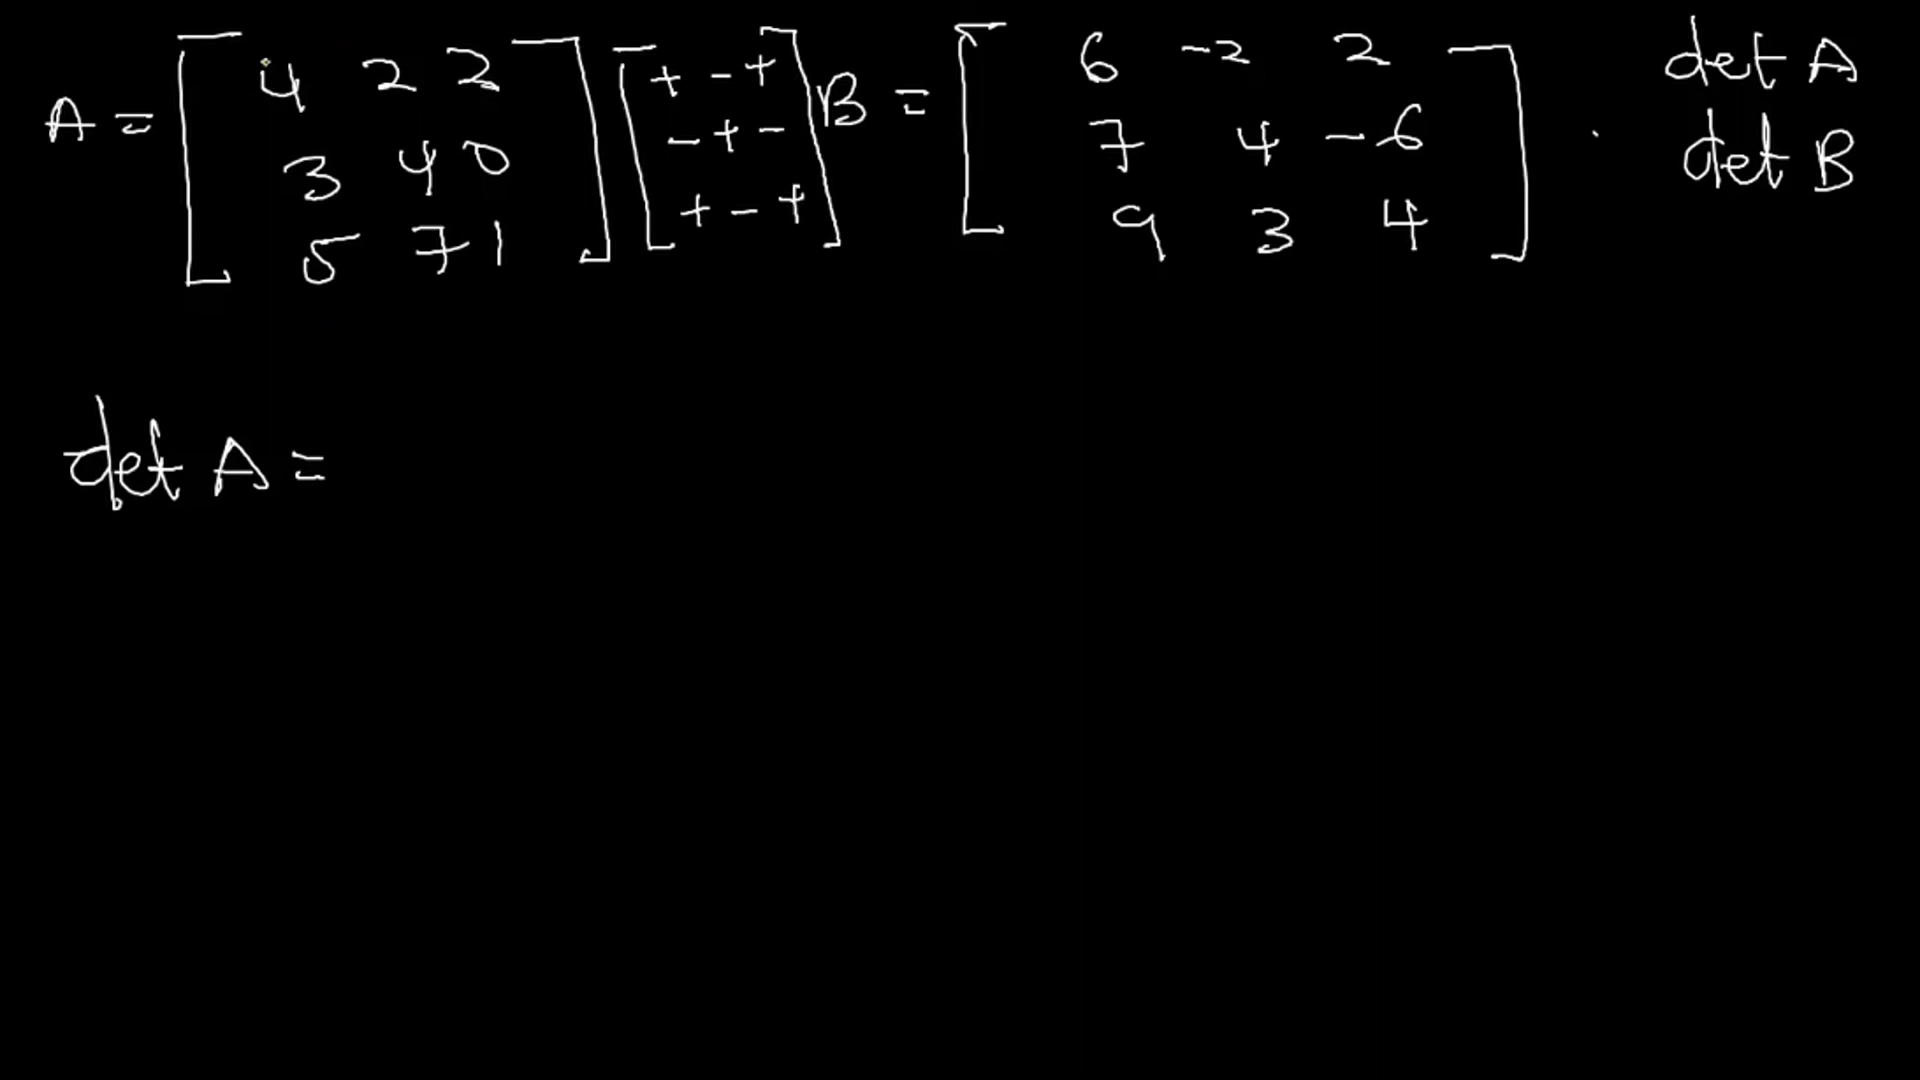 A = [ 4 2 2 [ + - + B = [ 6 -2 2 det A
3 4 0 - + - 7 4 -6 det B
5 7 1 ] + - + ] 9 3 4 ]
det A =